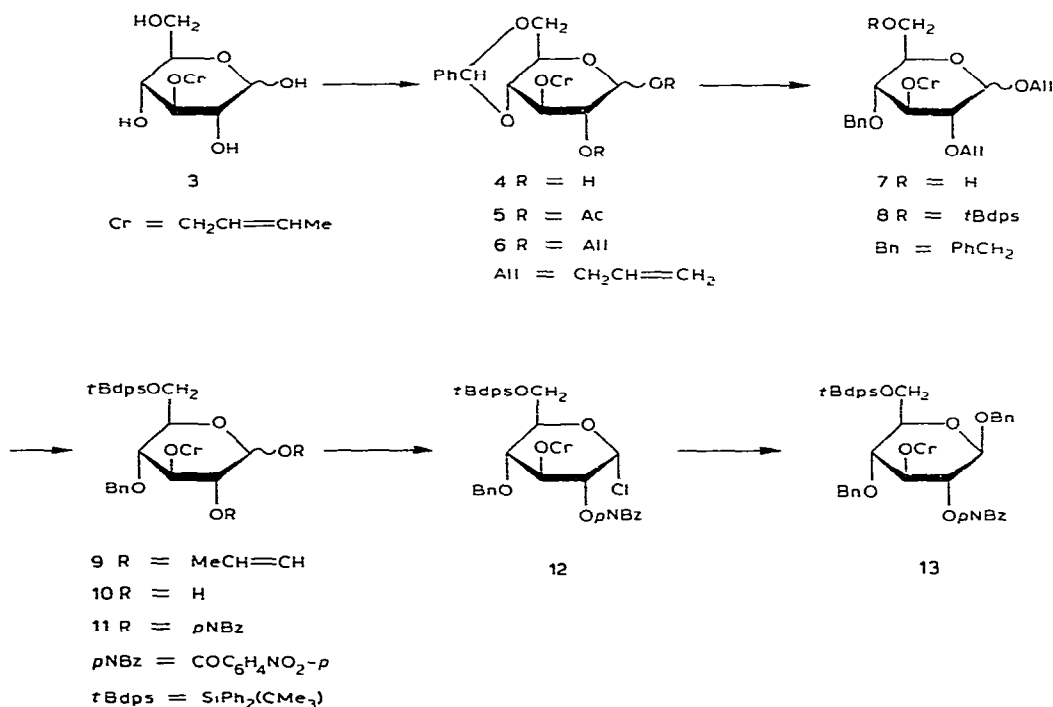 HOCH₂
O
OCr
OH
HO
OH
3
Cr = CH₂CH=CHMe
OCH₂
PhCH
O
OCr
OR
O
OR
4 R = H
5 R = Ac
6 R = All
All = CH₂CH=CH₂
ROCH₂
O
OCr
OAll
BnO
OAll
7 R = H
8 R = tBdps
Bn = PhCH₂
tBdpsOCH₂
O
OCr
OR
BnO
OR
9 R = MeCH=CH
10 R = H
11 R = pNBz
pNBz = COC₆H₄NO₂-p
tBdps = SiPh₂(CMe₃)
tBdpsOCH₂
O
OCr
Cl
BnO
OpNBz
12
tBdpsOCH₂
O
OBn
OCr
BnO
OpNBz
13